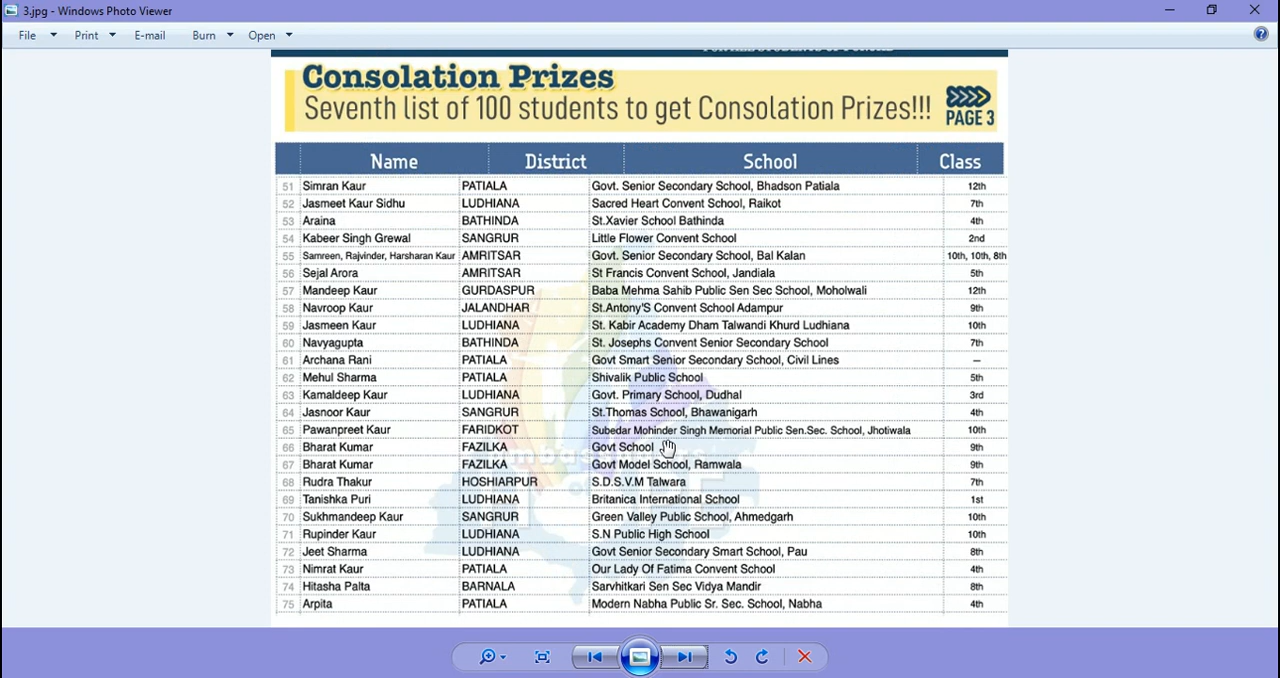 3.jpg - Windows Photo Viewer
File Print E-mail Burn Open
Consolation Prizes
Seventh list of 100 students to get Consolation Prizes!!!
PAGE 3
Name District School Class
51 Simran Kaur PATIALA Govt. Senior Secondary School, Bhadson Patiala 12th
52 Jasmeet Kaur Sidhu LUDHIANA Sacred Heart Convent School, Raikot 7th
53 Araina BATHINDA St.Xavier School Bathinda 4th
54 Kabeer Singh Grewal SANGRUR Little Flower Convent School 2nd
55 Samreen, Rajvinder, Harsharan Kaur AMRITSAR Govt. Senior Secondary School, Bal Kalan 10th, 10th, 8th
56 Sejal Arora AMRITSAR St Francis Convent School, Jandiala 5th
57 Mandeep Kaur GURDASPUR Baba Mehma Sahib Public Sen Sec School, Moholwali 12th
58 Navroop Kaur JALANDHAR St.Antony'S Convent School Adampur 9th
59 Jasmeen Kaur LUDHIANA St. Kabir Academy Dham Talwandi Khurd Ludhiana 10th
60 Navyagupta BATHINDA St. Josephs Convent Senior Secondary School 7th
61 Archana Rani PATIALA Govt Smart Senior Secondary School, Civil Lines –
62 Mehul Sharma PATIALA Shivalik Public School 5th
63 Kamaldeep Kaur LUDHIANA Govt. Primary School, Dudhal 3rd
64 Jasnoor Kaur SANGRUR St.Thomas School, Bhawanigarh 4th
65 Pawanpreet Kaur FARIDKOT Subedar Mohinder Singh Memorial Public Sen.Sec. School, Jhotiwala 10th
66 Bharat Kumar FAZILKA Govt School 9th
67 Bharat Kumar FAZILKA Govt Model School, Ramwala 9th
68 Rudra Thakur HOSHIARPUR S.D.S.V.M Talwara 7th
69 Tanishka Puri LUDHIANA Britanica International School 1st
70 Sukhmandeep Kaur SANGRUR Green Valley Public School, Ahmedgarh 10th
71 Rupinder Kaur LUDHIANA S.N Public High School 10th
72 Jeet Sharma LUDHIANA Govt Senior Secondary Smart School, Pau 8th
73 Nimrat Kaur PATIALA Our Lady Of Fatima Convent School 4th
74 Hitasha Palta BARNALA Sarvhitkari Sen Sec Vidya Mandir 8th
75 Arpita PATIALA Modern Nabha Public Sr. Sec. School, Nabha 4th